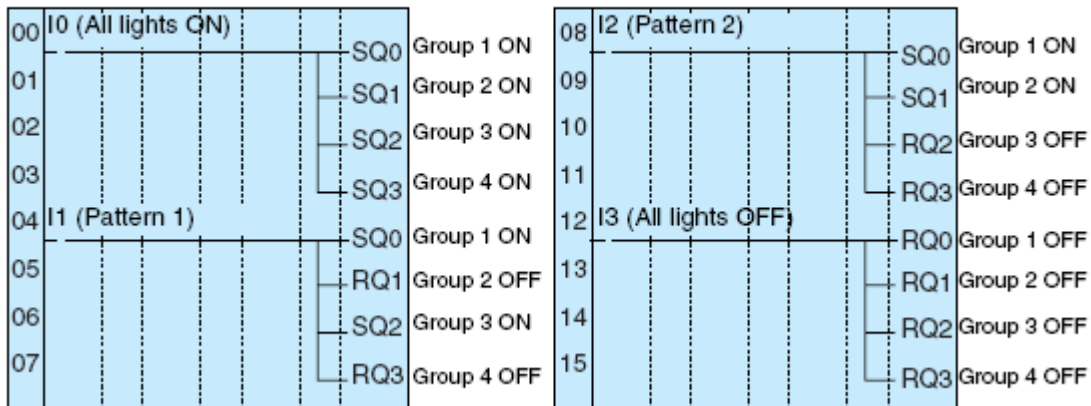 00 I0 (All lights ON)
SQ0 Group 1 ON
01 SQ1 Group 2 ON
02 SQ2 Group 3 ON
03 SQ3 Group 4 ON
04 I1 (Pattern 1)
SQ0 Group 1 ON
05 RQ1 Group 2 OFF
06 SQ2 Group 3 ON
07 RQ3 Group 4 OFF
08 I2 (Pattern 2)
SQ0 Group 1 ON
09 SQ1 Group 2 ON
10 RQ2 Group 3 OFF
11 RQ3 Group 4 OFF
12 I3 (All lights OFF)
RQ0 Group 1 OFF
13 RQ1 Group 2 OFF
14 RQ2 Group 3 OFF
15 RQ3 Group 4 OFF